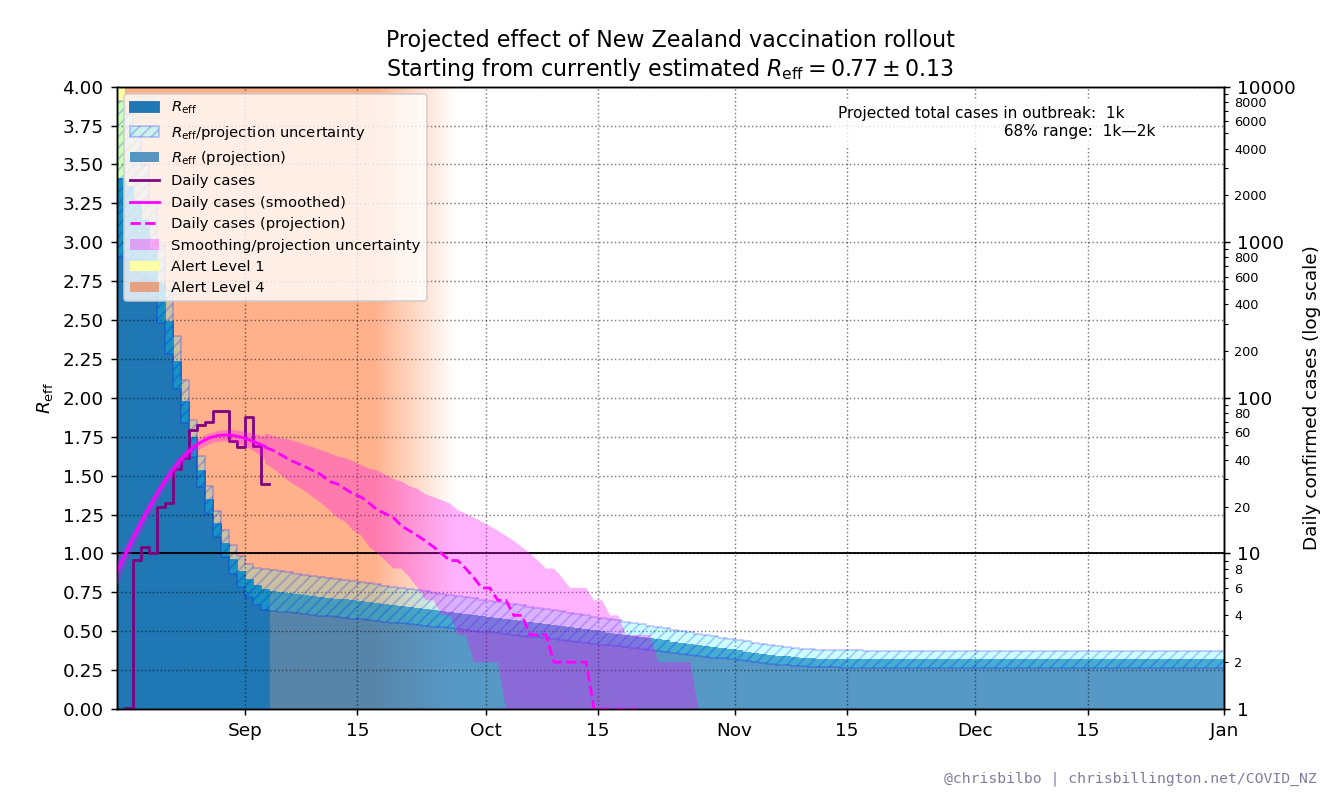 Projected effect of New Zealand vaccination rollout
Starting from currently estimated R_eff = 0.77 ± 0.13
Projected total cases in outbreak: 1k
68% range: 1k—2k
R_eff
R_eff/projection uncertainty
R_eff (projection)
Daily cases
Daily cases (smoothed)
Daily cases (projection)
Smoothing/projection uncertainty
Alert Level 1
Alert Level 4
R_eff
4.00
3.75
3.50
3.25
3.00
2.75
2.50
2.25
2.00
1.75
1.50
1.25
1.00
0.75
0.50
0.25
0.00
10000
8000
6000
4000
2000
1000
800
600
400
200
100
80
60
40
20
10
8
6
4
2
1
Daily confirmed cases (log scale)
Sep 15 Oct 15 Nov 15 Dec 15 Jan
@chrisbilbo | chrisbillington.net/COVID_NZ